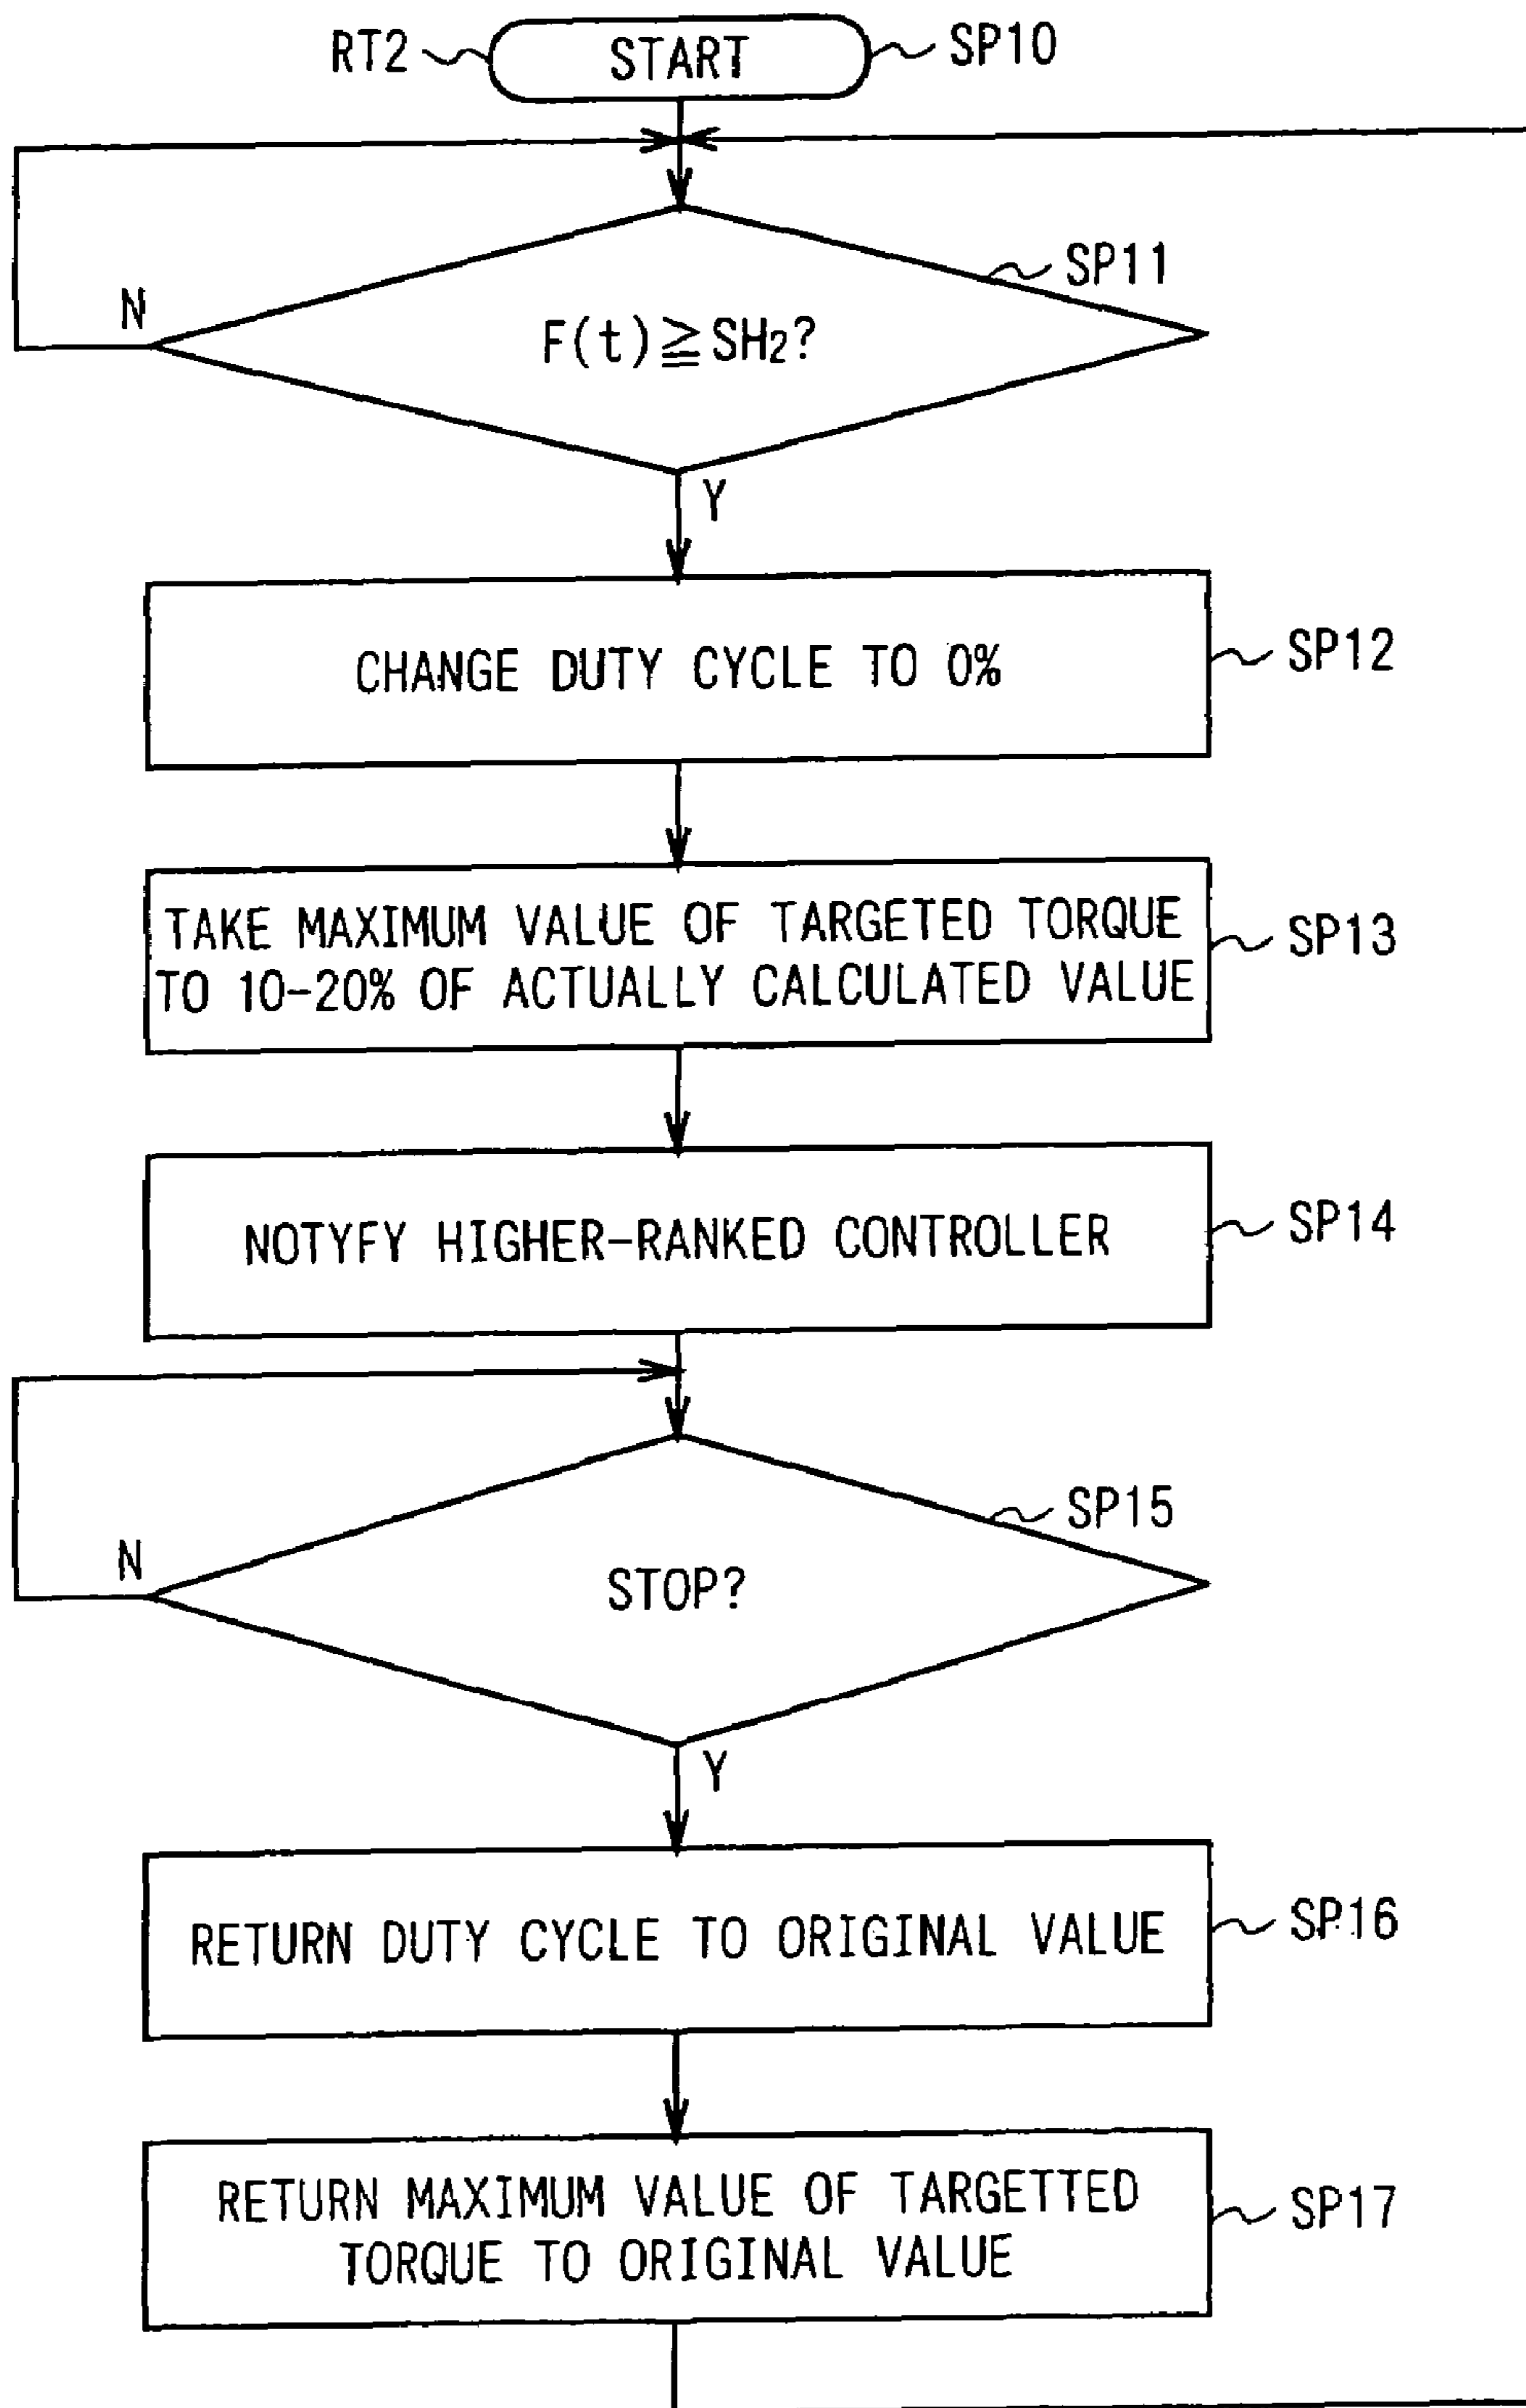 RT2 START SP10
SP11
N
F(t)≧SH2?
Y
CHANGE DUTY CYCLE TO 0%
SP12
TAKE MAXIMUM VALUE OF TARGETED TORQUE
TO 10-20% OF ACTUALLY CALCULATED VALUE
SP13
NOTYFY HIGHER-RANKED CONTROLLER
SP14
SP15
N
STOP?
Y
RETURN DUTY CYCLE TO ORIGINAL VALUE
SP16
RETURN MAXIMUM VALUE OF TARGETTED
TORQUE TO ORIGINAL VALUE
SP17